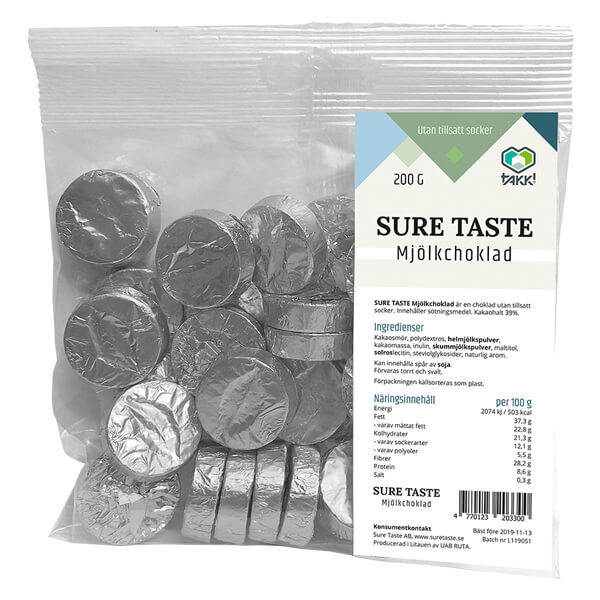 Utan tillsatt socker
200 G
TAKK!
SURE TASTE
Mjölkchoklad
SURE TASTE Mjölkchoklad är en choklad utan tillsatt
socker. Innehåller sötningsmedel. Kakaohalt 39%.
Ingredienser
Kakaosmör, polydextros, helmjölkspulver,
kakaomassa, inulin, skummjölkspulver, maltitol,
solroslecitin, steviolglykosider, naturlig arom.
Kan innehålla spår av soja.
Förvaras torrt och svalt.
Förpackningen källsorteras som plast.
Näringsinnehåll per 100 g
Energi 2074 kJ / 503 kcal
Fett 37,3 g
- varav mättat fett 22,8 g
Kolhydrater 21,3 g
- varav sockerarter 12,1 g
- varav polyoler 5,5 g
Fibrer 28,2 g
Protein 8,6 g
Salt 0,3 g
SURE TASTE
Mjölkchoklad
4 770123 203300
Konsumentkontakt
Sure Taste AB, www.suretaste.se
Producerad i Litauen av UAB RUTA.
Bäst före 2019-11-13
Batch nr L119051